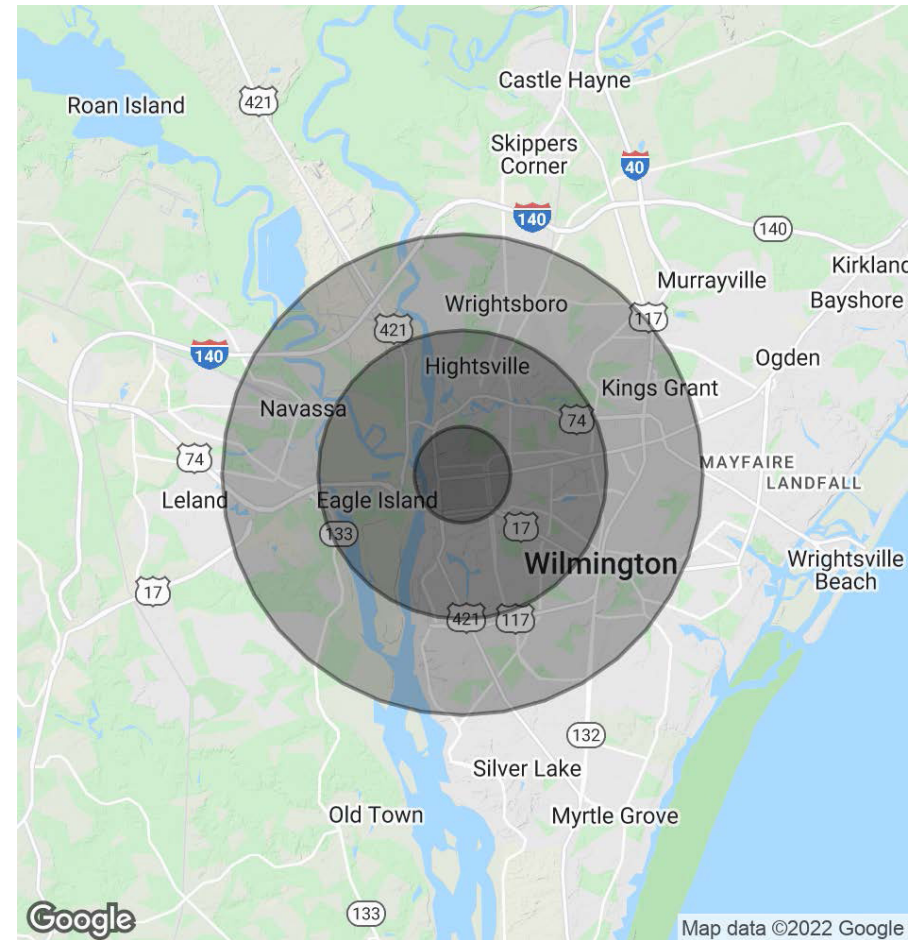 Castle Hayne
Roan Island
421
Skippers
Corner
40
140
140
Kirkland
Murrayville
Bayshore
Wrightsboro
117
421
140
Ogden
Hightsville
Kings Grant
Navassa
74
74
MAYFAIRE
LANDFALL
Leland
Eagle Island
17
133
Wilmington
Wrightsville
Beach
17
421
117
132
Silver Lake
Old Town
Myrtle Grove
133
Google
Map data ©2022 Google